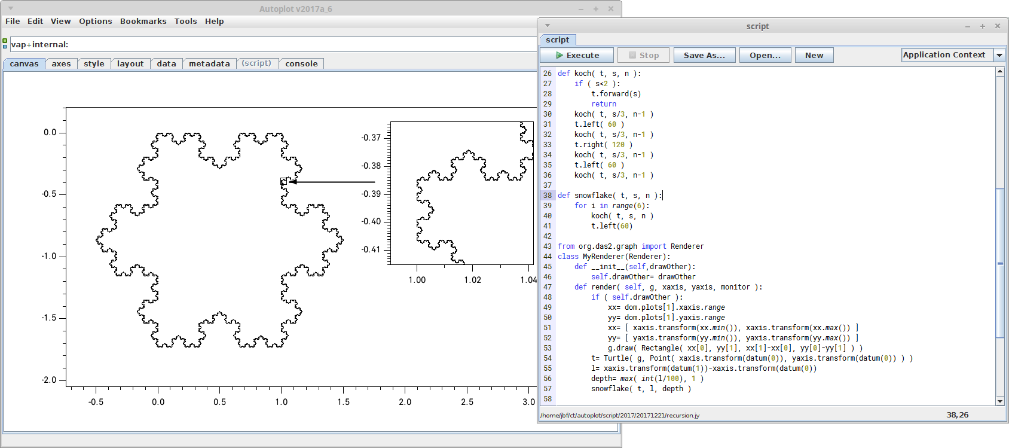 Autoplot v2017a_6
File Edit View Options Bookmarks Tools Help
vap+internal:
canvas axes style layout data metadata (script) console
0.0
-0.5
-1.0
-1.5
-2.0
-0.5 0.0 0.5 1.0 1.5 2.0 2.5 3.0
-0.37
-0.38
-0.39
-0.40
-0.41
1.00 1.02 1.04
script
script
Execute Stop Save As... Open... New Application Context
26 def koch( t, s, n ):
27 if ( s<2 ):
28 t.forward(s)
29 return
30 koch( t, s/3, n-1 )
31 t.left( 60 )
32 koch( t, s/3, n-1 )
33 t.right( 120 )
34 koch( t, s/3, n-1 )
35 t.left( 60 )
36 koch( t, s/3, n-1 )
37
38 def snowflake( t, s, n ):
39 for i in range(6):
40 koch( t, s, n )
41 t.left(60)
42
43 from org.das2.graph import Renderer
44 class MyRenderer(Renderer):
45 def __init__(self,drawOther):
46 self.drawOther= drawOther
47 def render( self, g, xaxis, yaxis, monitor ):
48 if ( self.drawOther ):
49 xx= dom.plots[1].xaxis.range
50 yy= dom.plots[1].yaxis.range
51 xx= [ xaxis.transform(xx.min()), xaxis.transform(xx.max()) ]
52 yy= [ yaxis.transform(yy.min()), yaxis.transform(yy.max()) ]
53 g.draw( Rectangle( xx[0], yy[1], xx[1]-xx[0], yy[0]-yy[1] ) )
54 t= Turtle( g, Point( xaxis.transform(datum(0)), yaxis.transform(datum(0)) ) )
55 l= xaxis.transform(datum(1))-xaxis.transform(datum(0))
56 depth= max( int(l/100), 1 )
57 snowflake( t, l, depth )
58
/home/jbf/ct/autoplot/script/2017/20171221/recursion.jy
38,26